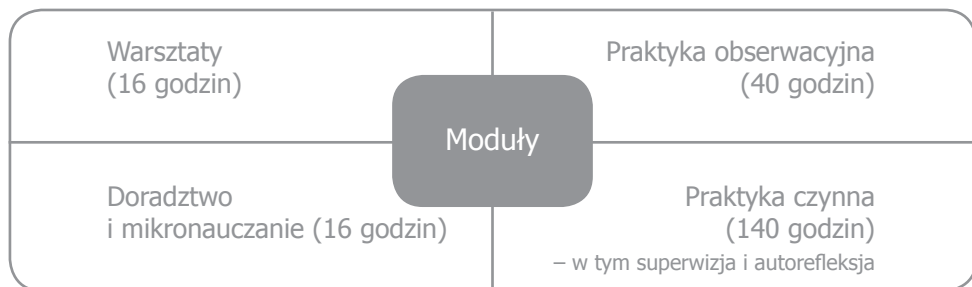 Warsztaty
(16 godzin)
Praktyka obserwacyjna
(40 godzin)
Moduły
Doradztwo
i mikronauczanie (16 godzin)
Praktyka czynna
(140 godzin)
– w tym superwizja i autorefleksja